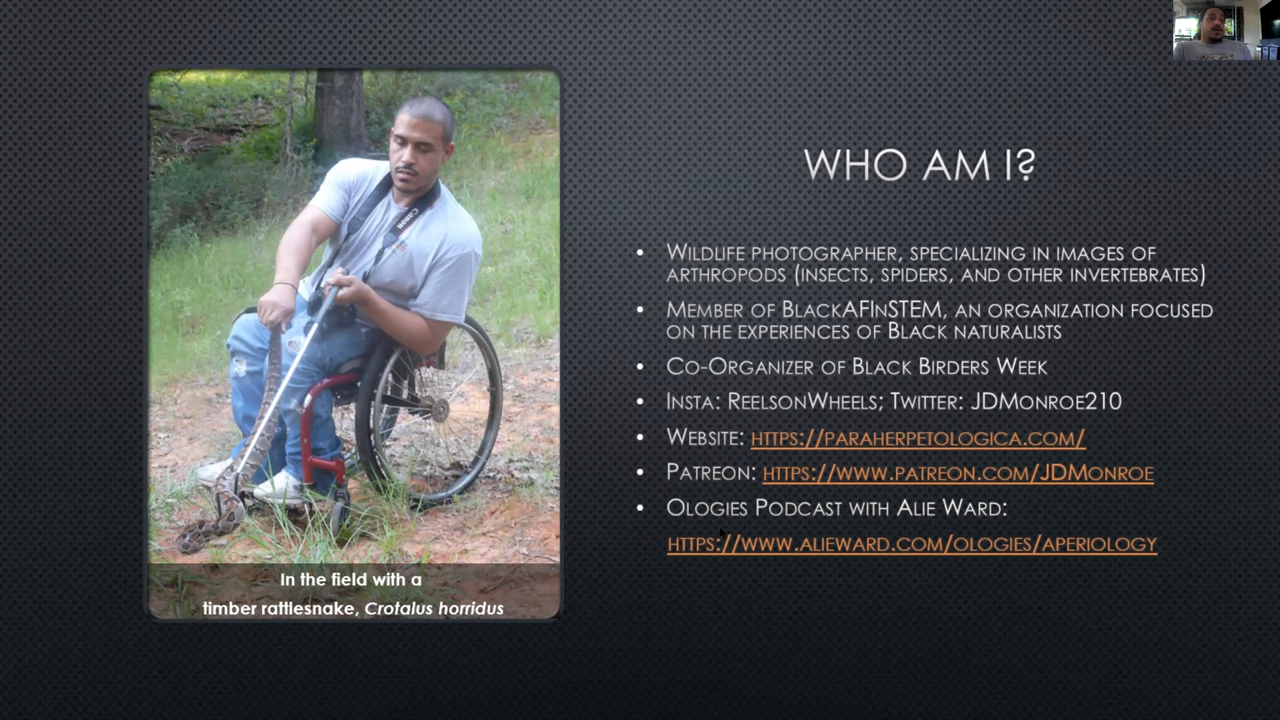 WHO AM I?
WILDLIFE PHOTOGRAPHER, SPECIALIZING IN IMAGES OF
ARTHROPODS (INSECTS, SPIDERS, AND OTHER INVERTEBRATES)
MEMBER OF BLACKAFINSTEM, AN ORGANIZATION FOCUSED
ON THE EXPERIENCES OF BLACK NATURALISTS
CO-ORGANIZER OF BLACK BIRDERS WEEK
INSTA: REELSONWHEELS; TWITTER: JDMONROE210
WEBSITE: HTTPS://PARAHERPETOLOGICA.COM/
PATREON: HTTPS://WWW.PATREON.COM/JDMONROE
OLOGIES PODCAST WITH ALIE WARD:
HTTPS://WWW.ALIEWARD.COM/OLOGIES/APERIOLOGY
Canon
In the field with a
timber rattlesnake, Crotalus horridus